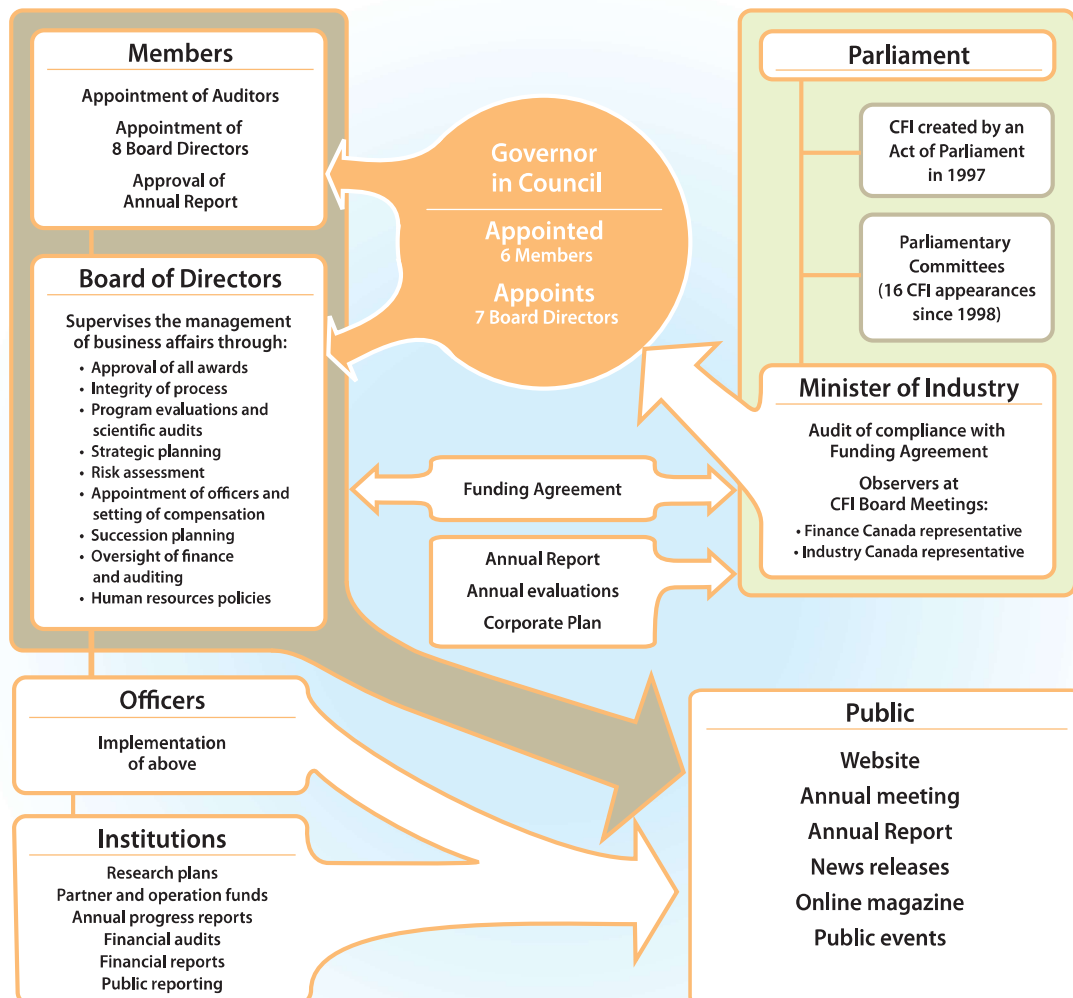 Members
Appointment of Auditors
Appointment of
8 Board Directors
Approval of
Annual Report
Board of Directors
Supervises the management
of business affairs through:
• Approval of all awards
• Integrity of process
• Program evaluations and
scientific audits
• Strategic planning
• Risk assessment
• Appointment of officers and
setting of compensation
• Succession planning
• Oversight of finance
and auditing
• Human resources policies
Officers
Implementation
of above
Institutions
Research plans
Partner and operation funds
Annual progress reports
Financial audits
Financial reports
Public reporting
Governor
in Council
Appointed
6 Members
Appoints
7 Board Directors
Funding Agreement
Annual Report
Annual evaluations
Corporate Plan
Parliament
CFI created by an
Act of Parliament
in 1997
Parliamentary
Committees
(16 CFI appearances
since 1998)
Minister of Industry
Audit of compliance with
Funding Agreement
Observers at
CFI Board Meetings:
• Finance Canada representative
• Industry Canada representative
Public
Website
Annual meeting
Annual Report
News releases
Online magazine
Public events